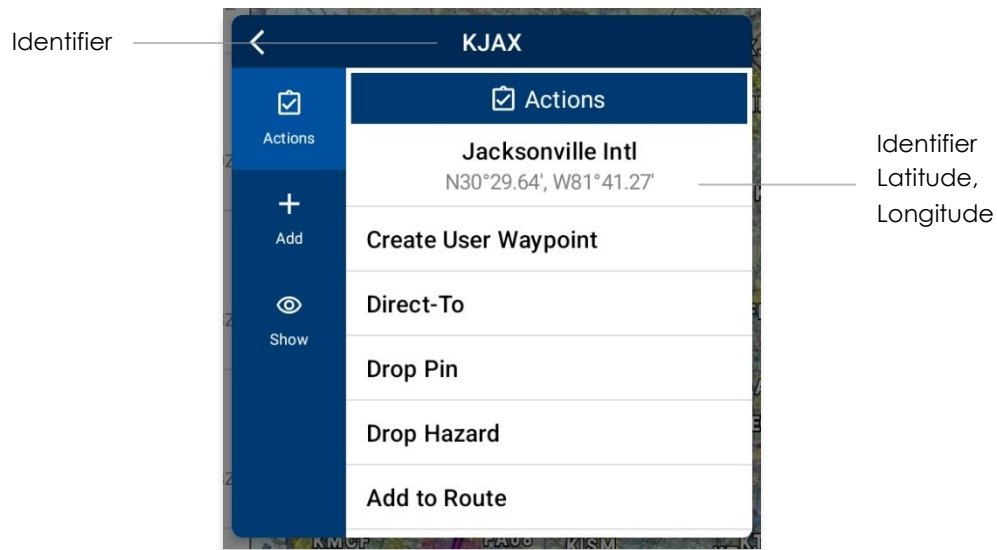 Identifier
KJAX
Actions
Add
Show
Actions
Jacksonville Intl
N30°29.64', W81°41.27'
Create User Waypoint
Direct-To
Drop Pin
Drop Hazard
Add to Route
Identifier
Latitude,
Longitude
KISM